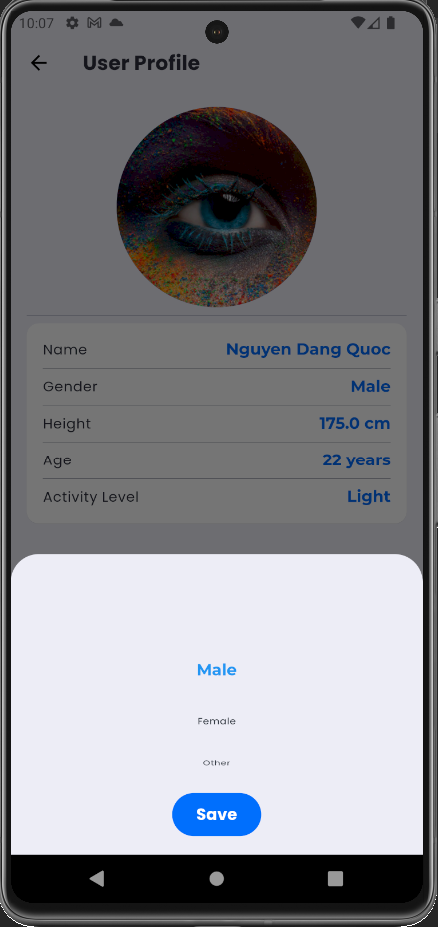 10:07
User Profile
Name Nguyen Dang Quoc
Gender Male
Height 175.0 cm
Age 22 years
Activity Level Light
Male
Female
Other
Save